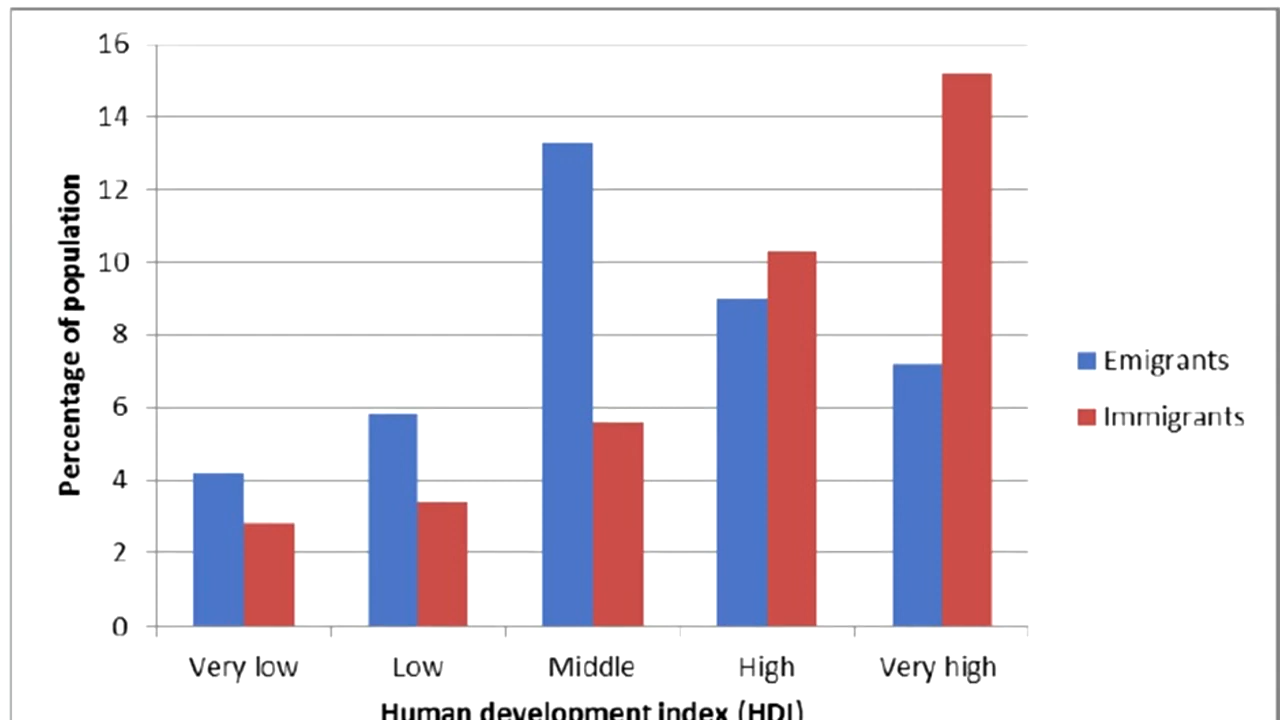 16
14
12
10
8
6
4
2
0
Percentage of population
Very low Low Middle High Very high
Human development index (HDI)
Emigrants
Immigrants